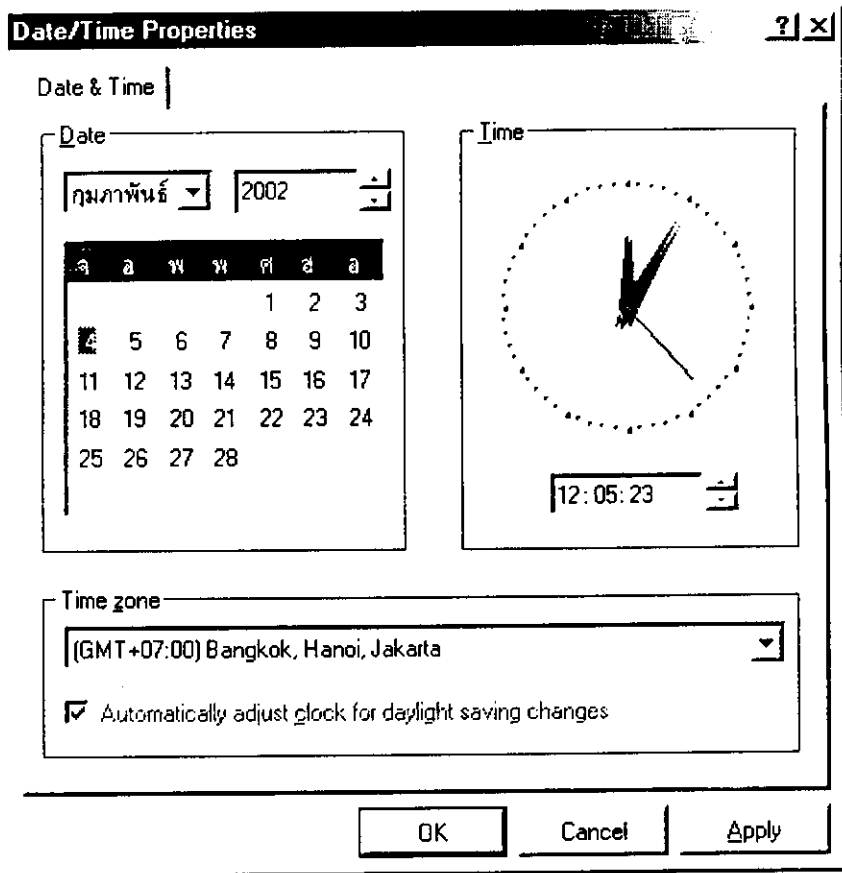 Date/Time Properties
Date & Time
Date
Time
กุมภาพันธ์ 2002
จ อ พ พ ศ ส อ
1 2 3
4 5 6 7 8 9 10
11 12 13 14 15 16 17
18 19 20 21 22 23 24
25 26 27 28
12:05:23
Time zone
(GMT+07:00) Bangkok, Hanoi, Jakarta
Automatically adjust clock for daylight saving changes
OK Cancel Apply